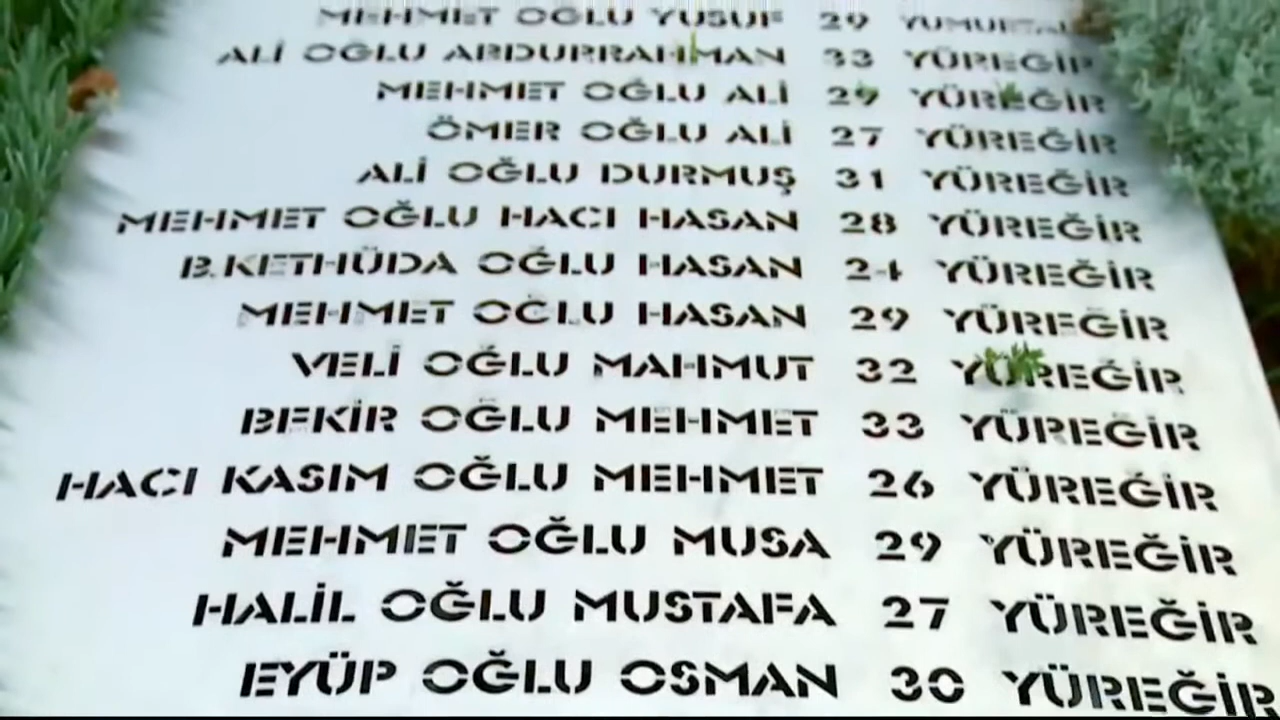 MEHMET OĞLU YUSUF 29 YUMURTAL
ALİ OĞLU ABDURRAHMAN 33 YÜREĞİR
MEHMET OĞLU ALİ 29 YÜREĞİR
ÖMER OĞLU ALİ 27 YÜREĞİR
ALİ OĞLU DURMUŞ 31 YÜREĞİR
MEHMET OĞLU HACI HASAN 28 YÜREĞİR
B.KETHÜDA OĞLU HASAN 24 YÜREĞİR
MEHMET OĞLU HASAN 29 YÜREĞİR
VELİ OĞLU MAHMUT 32 YÜREĞİR
BEKİR OĞLU MEHMET 33 YÜREĞİR
HACI KASIM OĞLU MEHMET 26 YÜREĞİR
MEHMET OĞLU MUSA 29 YÜREĞİR
HALİL OĞLU MUSTAFA 27 YÜREĞİR
EYÜP OĞLU OSMAN 30 YÜREĞİR